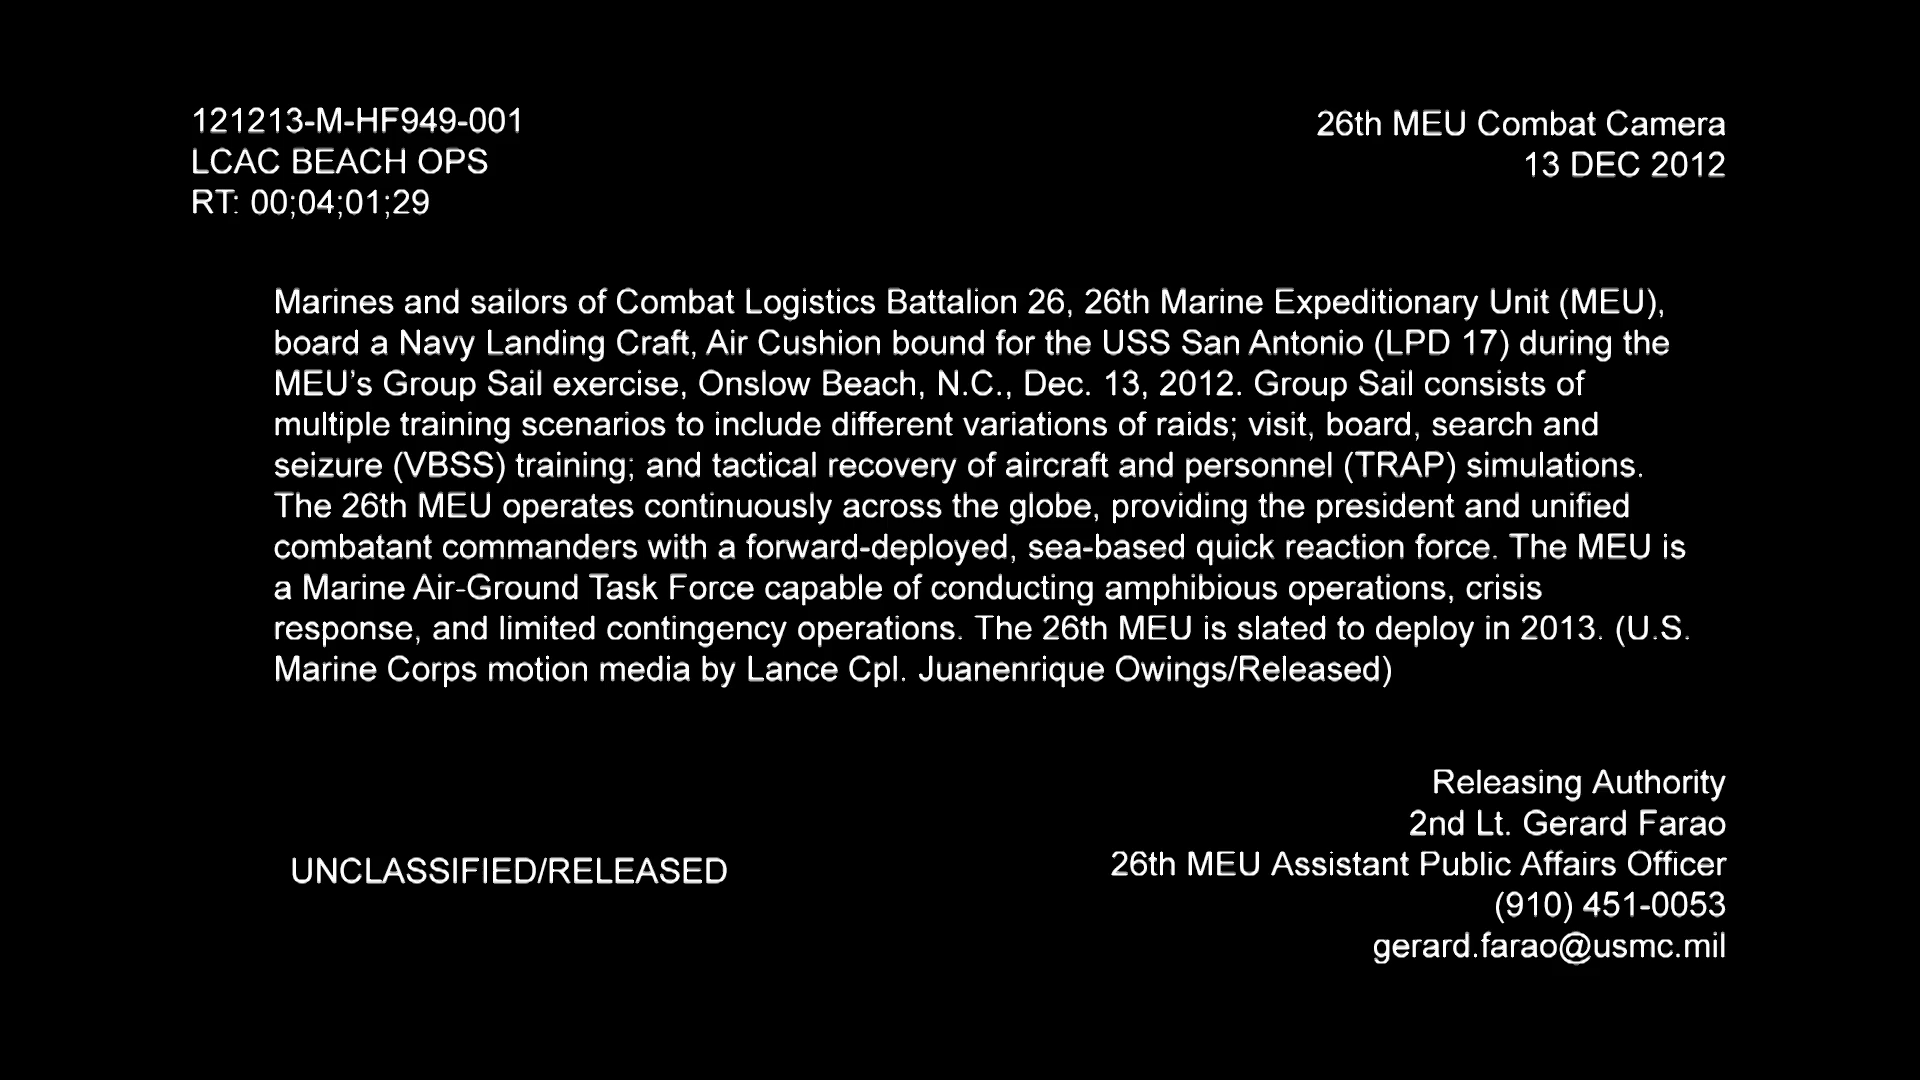 121213-M-HF949-001
LCAC BEACH OPS
RT: 00;04;01;29
26th MEU Combat Camera
13 DEC 2012
Marines and sailors of Combat Logistics Battalion 26, 26th Marine Expeditionary Unit (MEU),
board a Navy Landing Craft, Air Cushion bound for the USS San Antonio (LPD 17) during the
MEU’s Group Sail exercise, Onslow Beach, N.C., Dec. 13, 2012. Group Sail consists of
multiple training scenarios to include different variations of raids; visit, board, search and
seizure (VBSS) training; and tactical recovery of aircraft and personnel (TRAP) simulations.
The 26th MEU operates continuously across the globe, providing the president and unified
combatant commanders with a forward-deployed, sea-based quick reaction force. The MEU is
a Marine Air-Ground Task Force capable of conducting amphibious operations, crisis
response, and limited contingency operations. The 26th MEU is slated to deploy in 2013. (U.S.
Marine Corps motion media by Lance Cpl. Juanenrique Owings/Released)
UNCLASSIFIED/RELEASED
Releasing Authority
2nd Lt. Gerard Farao
26th MEU Assistant Public Affairs Officer
(910) 451-0053
gerard.farao@usmc.mil